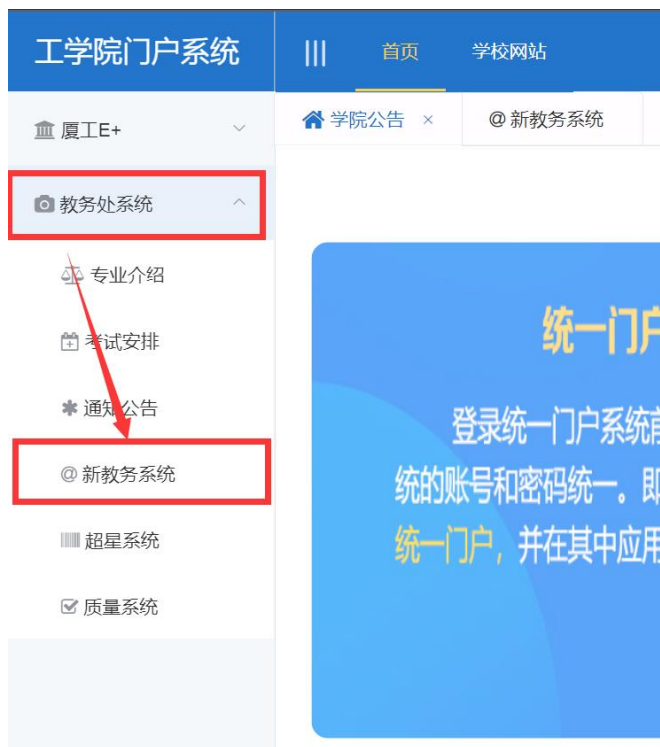 工学院门户系统
首页
学校网站
厦工E+
学院公告 ×
@ 新教务系统
教务处系统
专业介绍
考试安排
通知公告
@ 新教务系统
超星系统
质量系统
统一门户
登录统一门户系统前
统的账号和密码统一。即
统一门户，并在其中应用